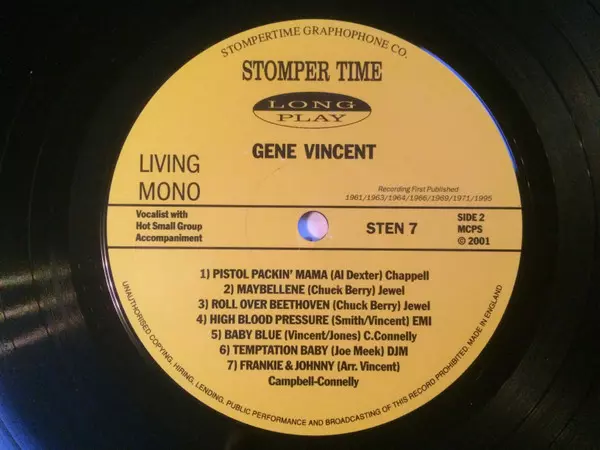 STOMPERTIME GRAPHOPHONE CO.
STOMPER TIME
LONG
PLAY
GENE VINCENT
LIVING
MONO
Recording First Published
1961/1963/1964/1966/1969/1971/1995
Vocalist with
Hot Small Group
Accompaniment
STEN 7
SIDE 2
MCPS
© 2001
1) PISTOL PACKIN' MAMA (Al Dexter) Chappell
2) MAYBELLENE (Chuck Berry) Jewel
3) ROLL OVER BEETHOVEN (Chuck Berry) Jewel
4) HIGH BLOOD PRESSURE (Smith/Vincent) EMI
5) BABY BLUE (Vincent/Jones) C.Connelly
6) TEMPTATION BABY (Joe Meek) DJM
7) FRANKIE & JOHNNY (Arr. Vincent)
Campbell-Connelly
UNAUTHORISED COPYING, HIRING, LENDING, PUBLIC PERFORMANCE AND BROADCASTING OF THIS RECORD PROHIBITED. MADE IN ENGLAND